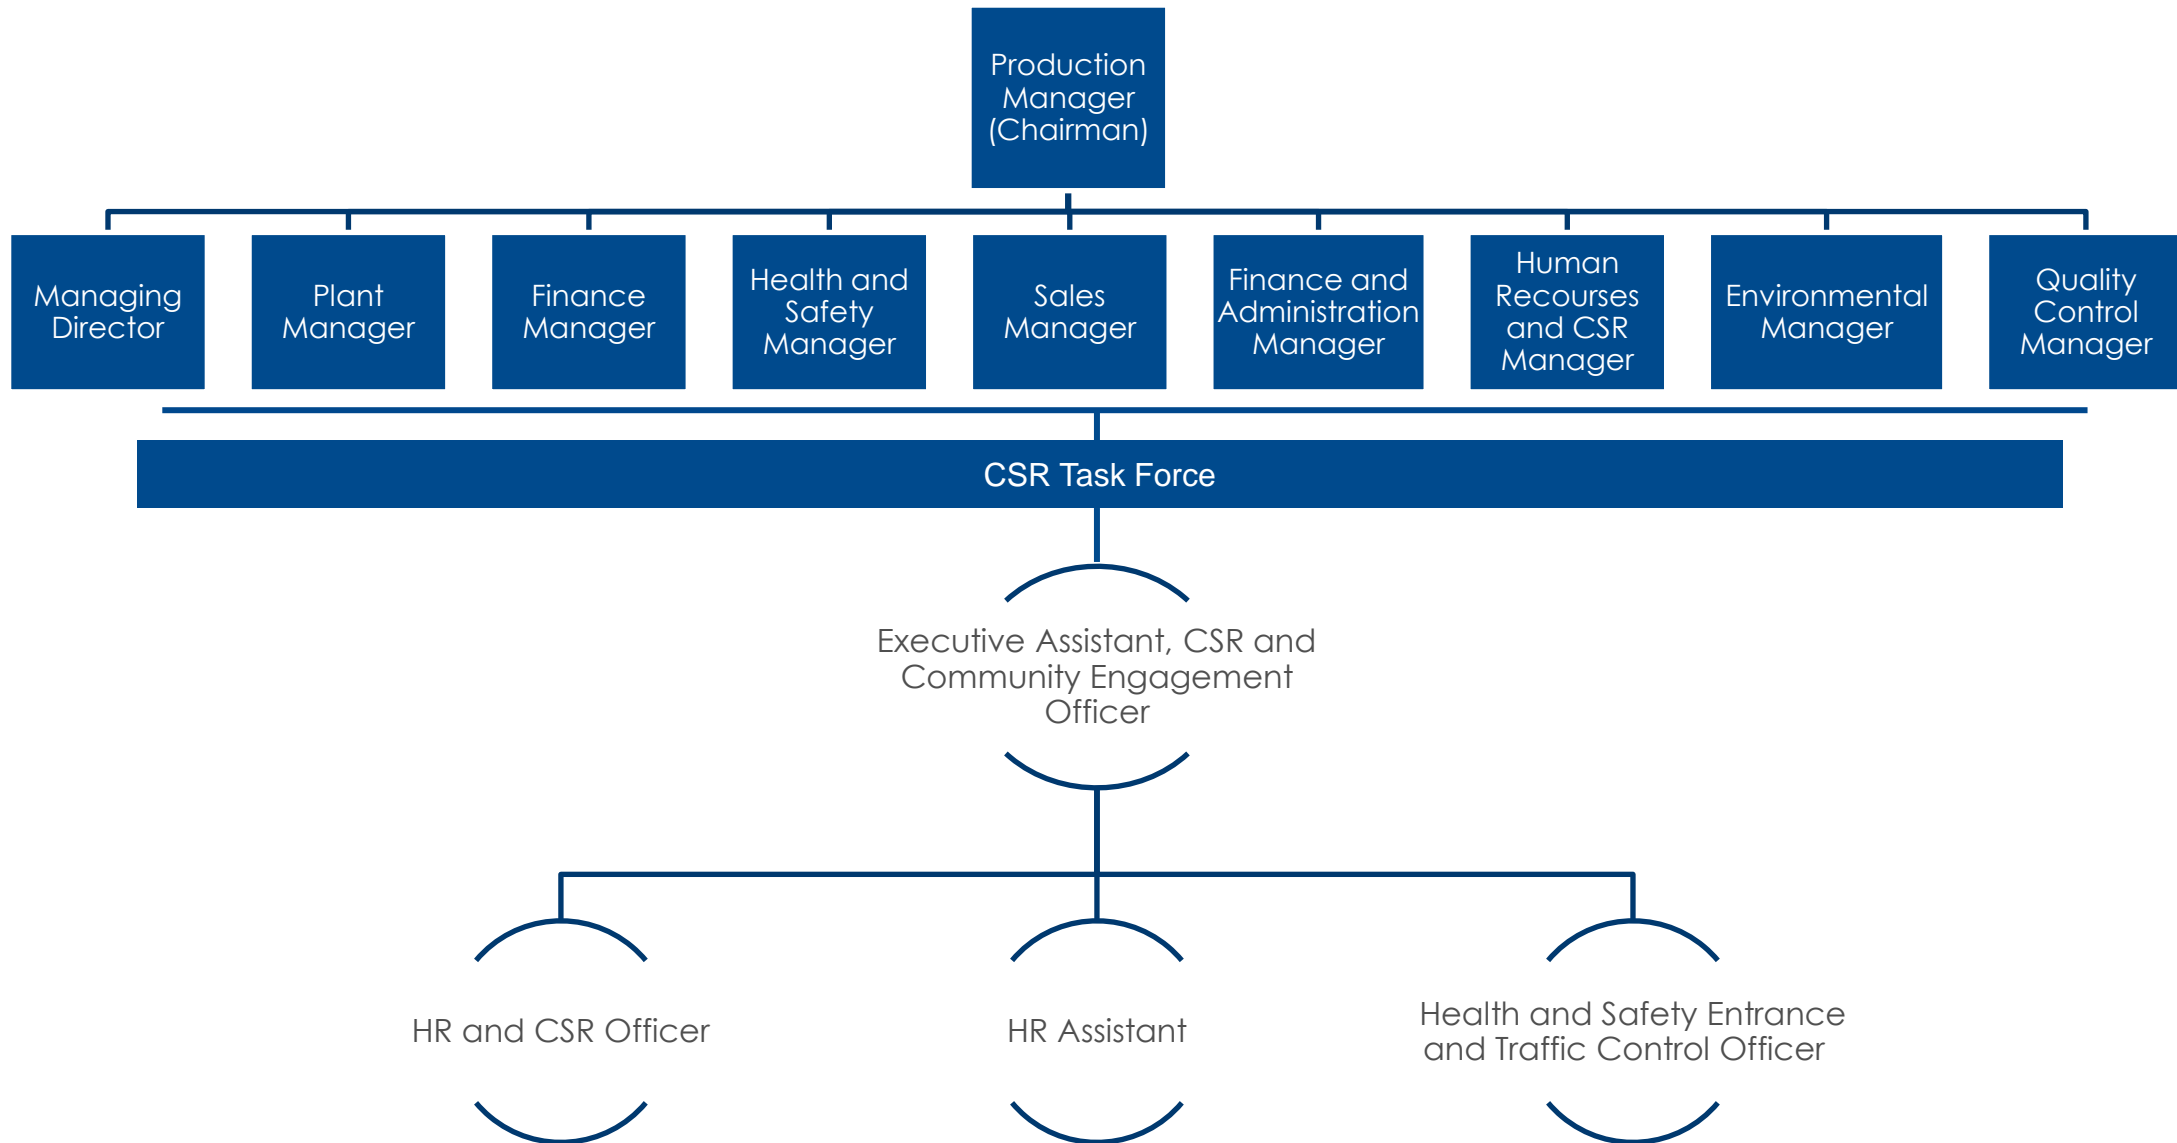 Production
Manager
(Chairman)
Managing
Director
Plant
Manager
Finance
Manager
Health and
Safety
Manager
Sales
Manager
Finance and
Administration
Manager
Human
Recourses
and CSR
Manager
Environmental
Manager
Quality
Control
Manager
CSR Task Force
Executive Assistant, CSR and
Community Engagement
Officer
HR and CSR Officer
HR Assistant
Health and Safety Entrance
and Traffic Control Officer